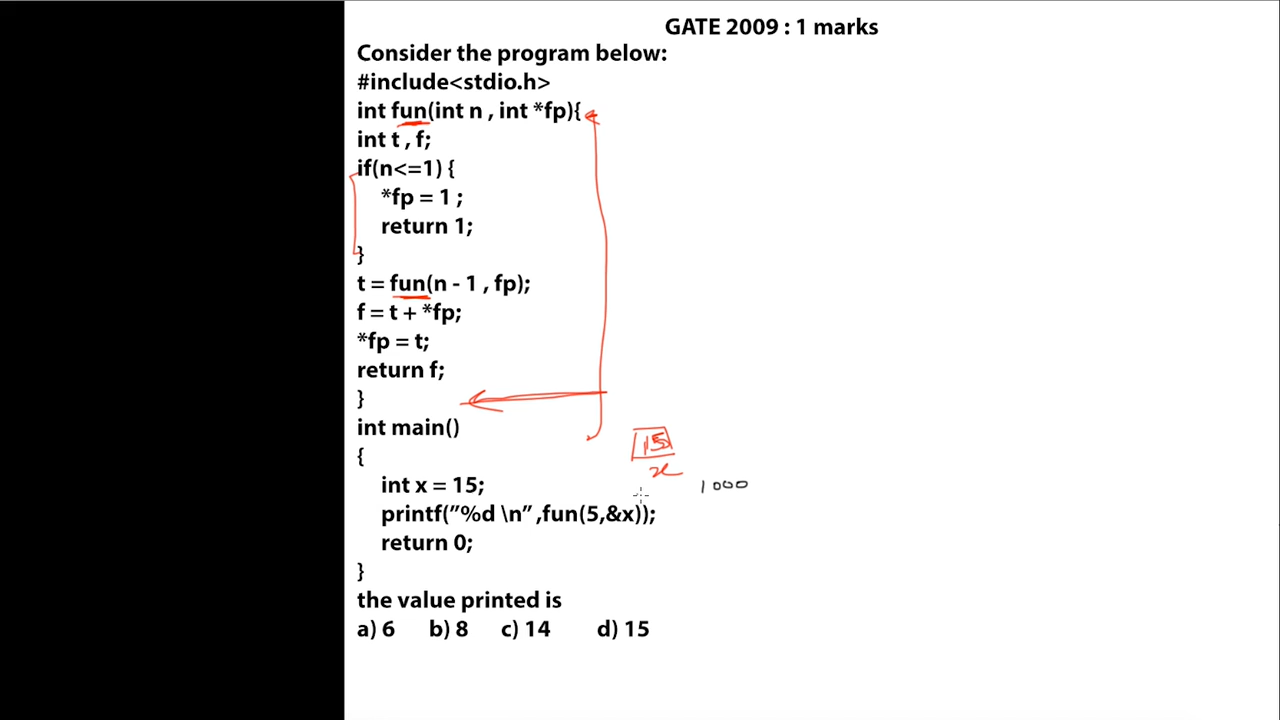 GATE 2009 : 1 marks
Consider the program below:
#include<stdio.h>
int fun(int n , int *fp){
int t , f;
if(n<=1) {
*fp = 1 ;
return 1;
}
t = fun(n - 1 , fp);
f = t + *fp;
*fp = t;
return f;
}
int main()
{
15
x
int x = 15;
1000
printf(”%d \n” ,fun(5,&x));
return 0;
}
the value printed is
a) 6 b) 8 c) 14 d) 15